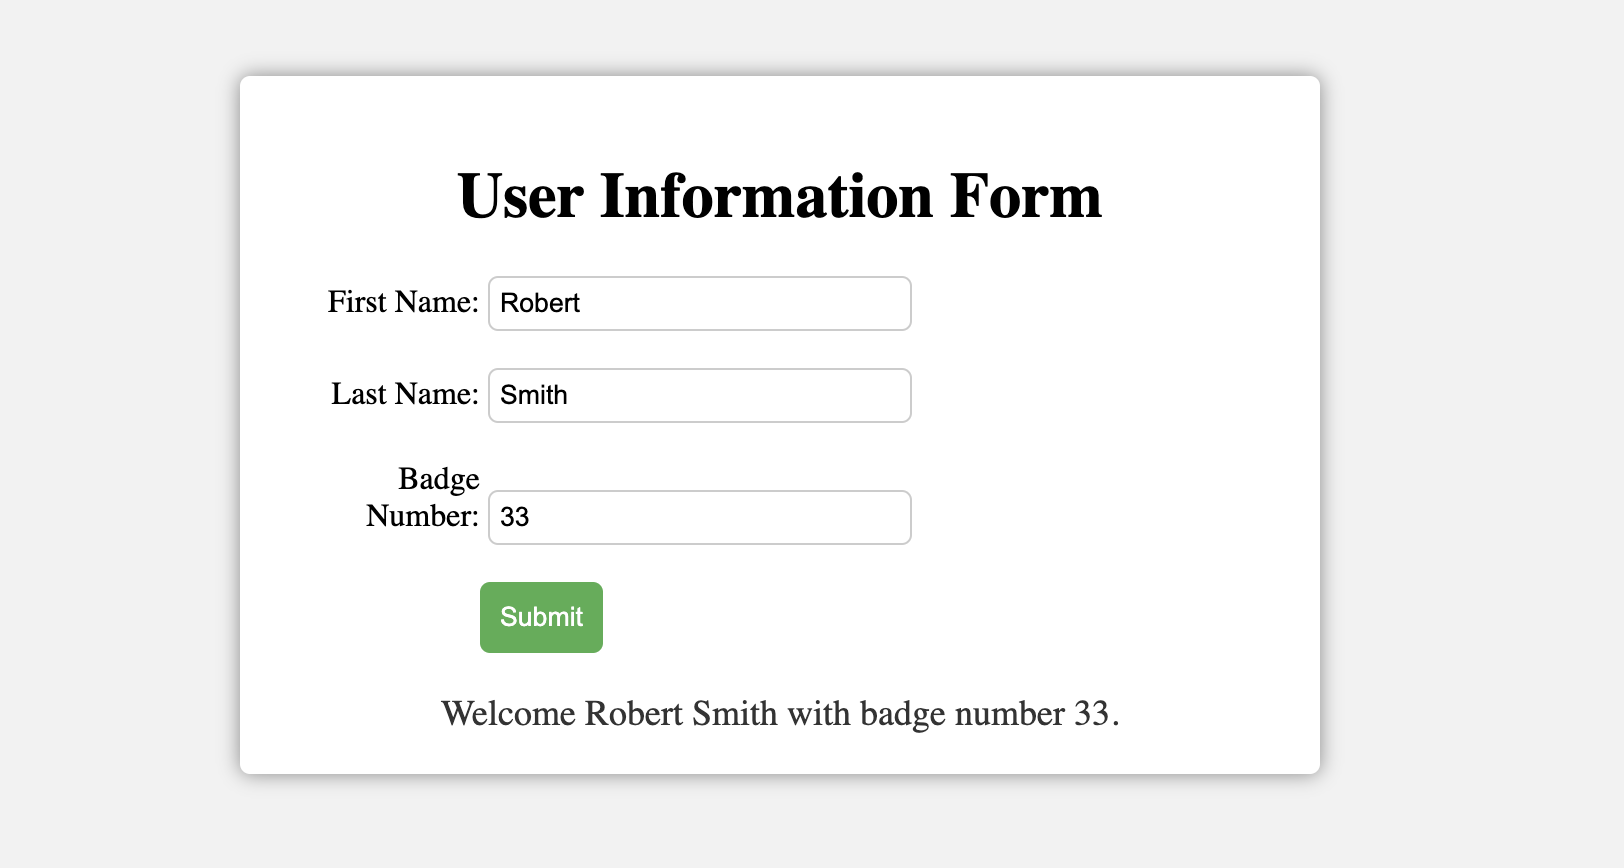 User Information Form
First Name: Robert
Last Name: Smith
Badge
Number: 33
Submit
Welcome Robert Smith with badge number 33.